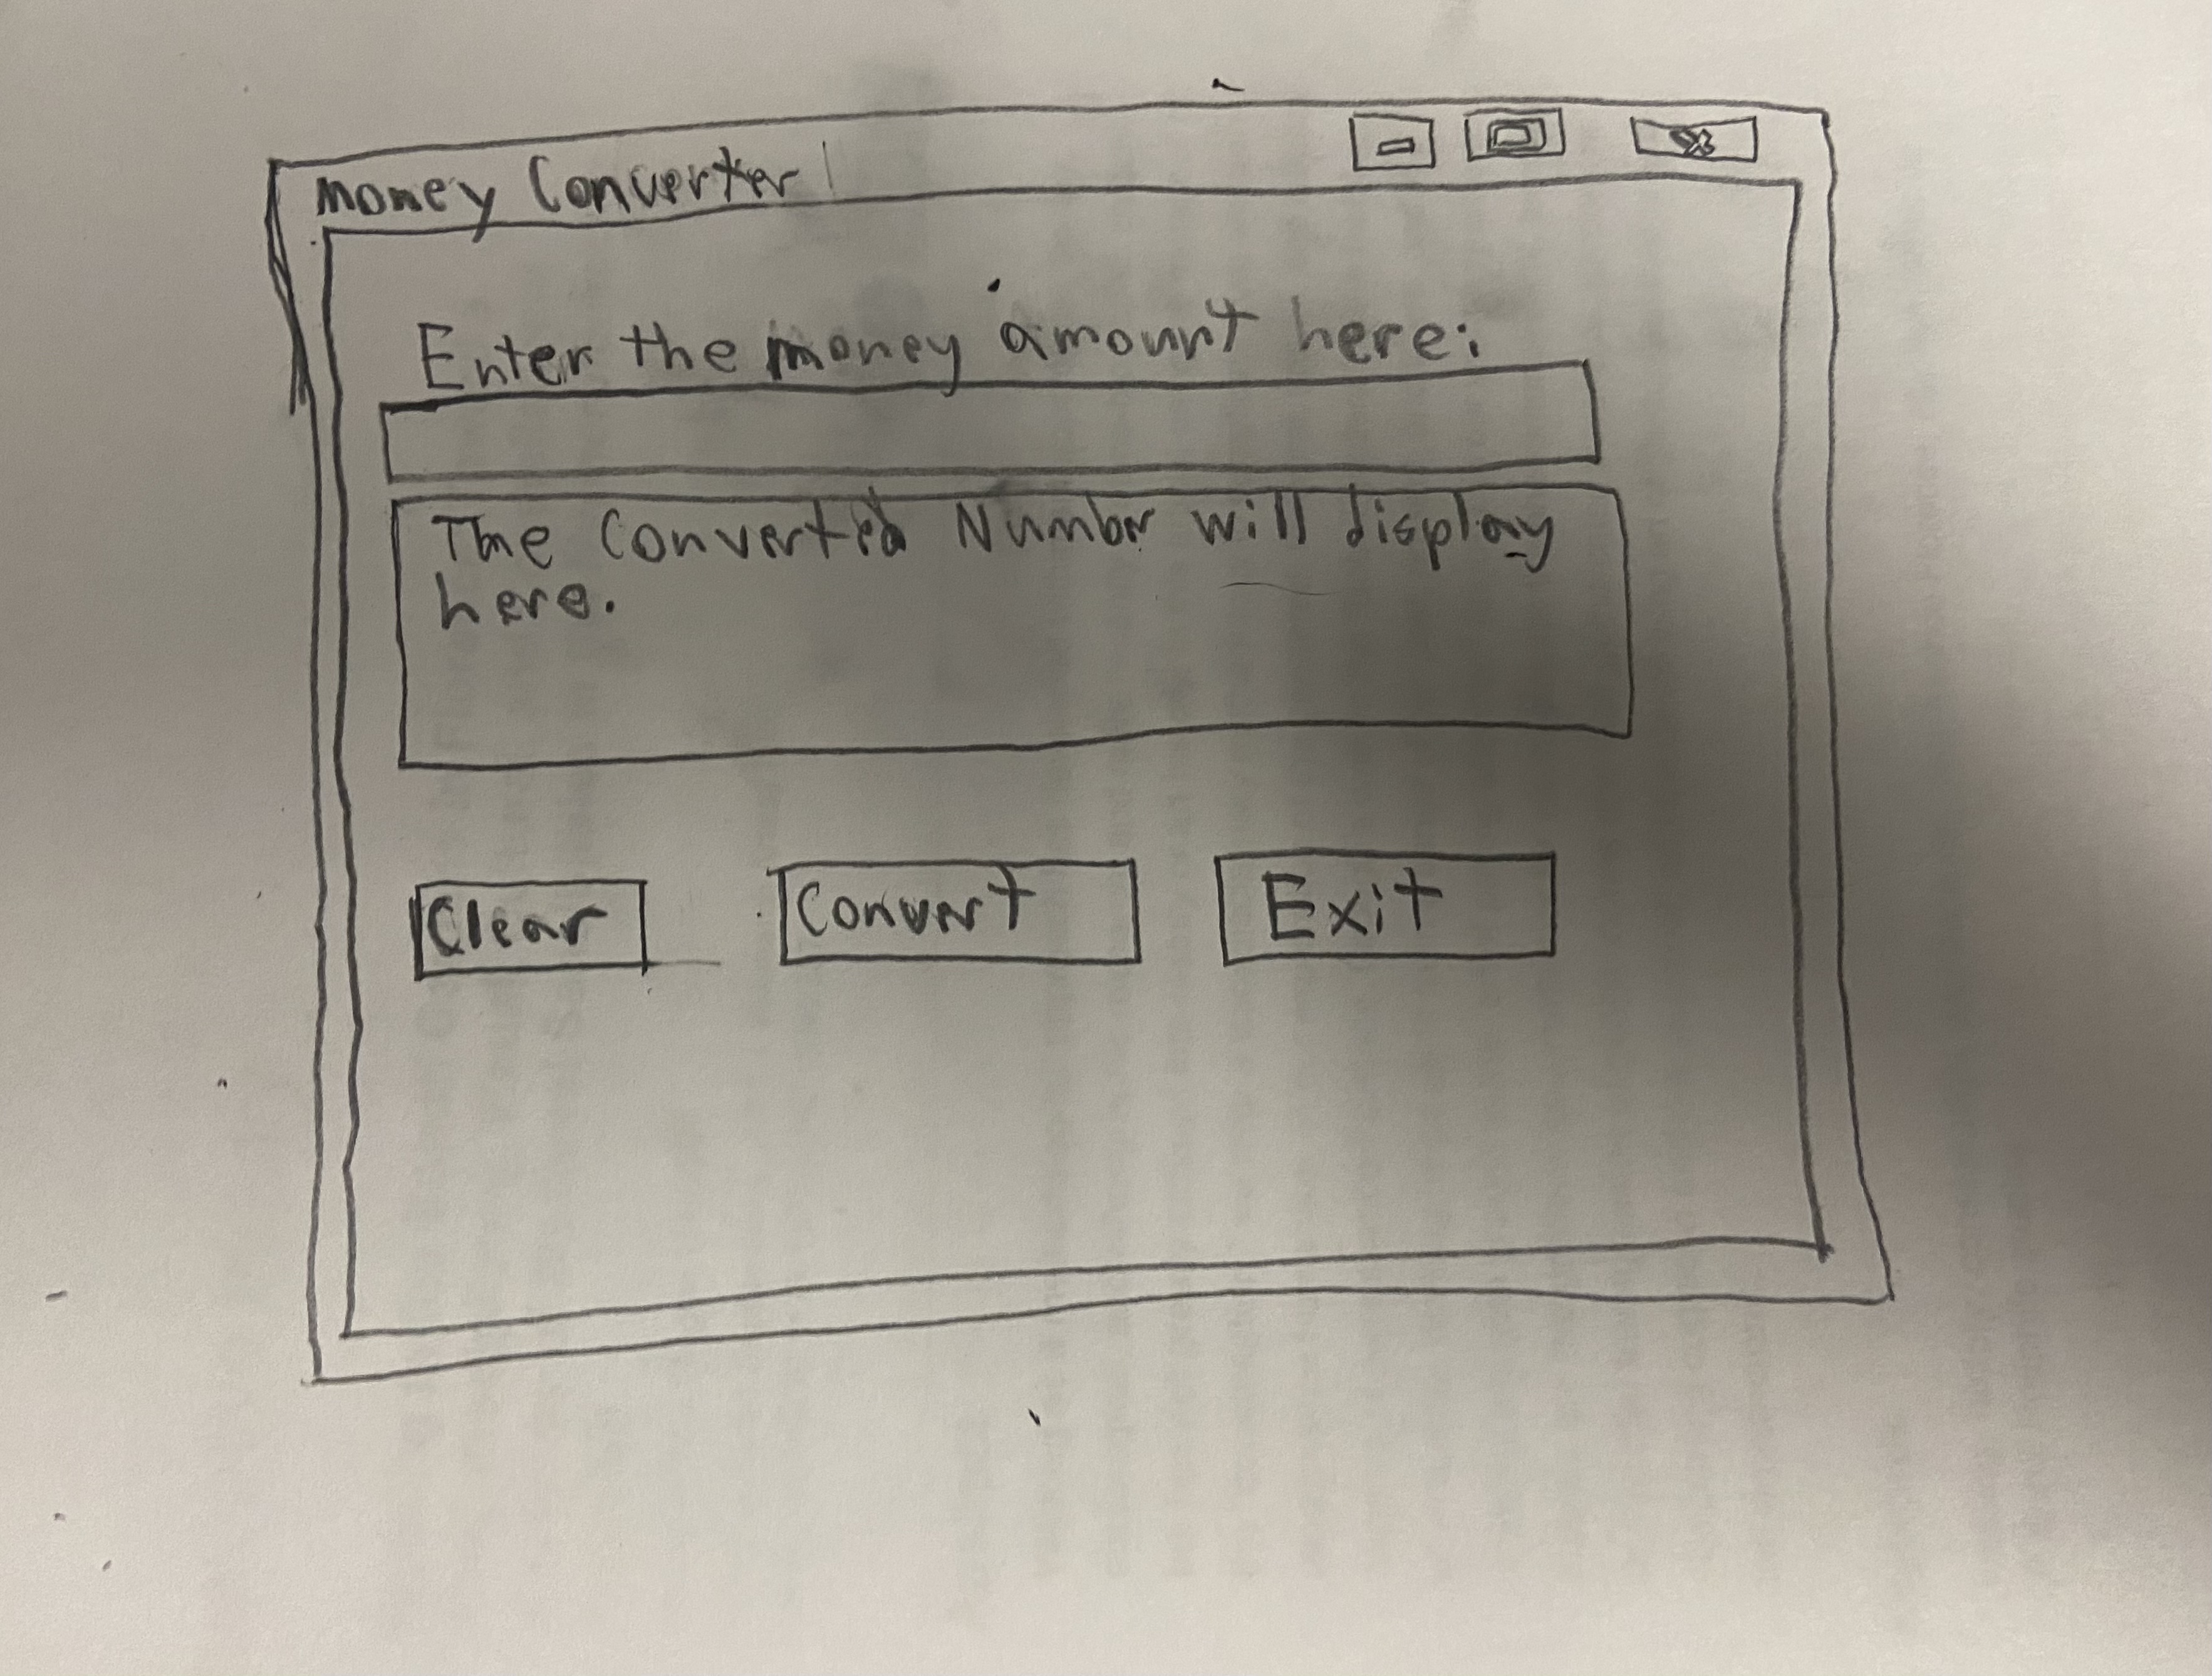 money Converter
Enter the money amount here:
The Converted Number will display
here.
Clear
Convert
Exit